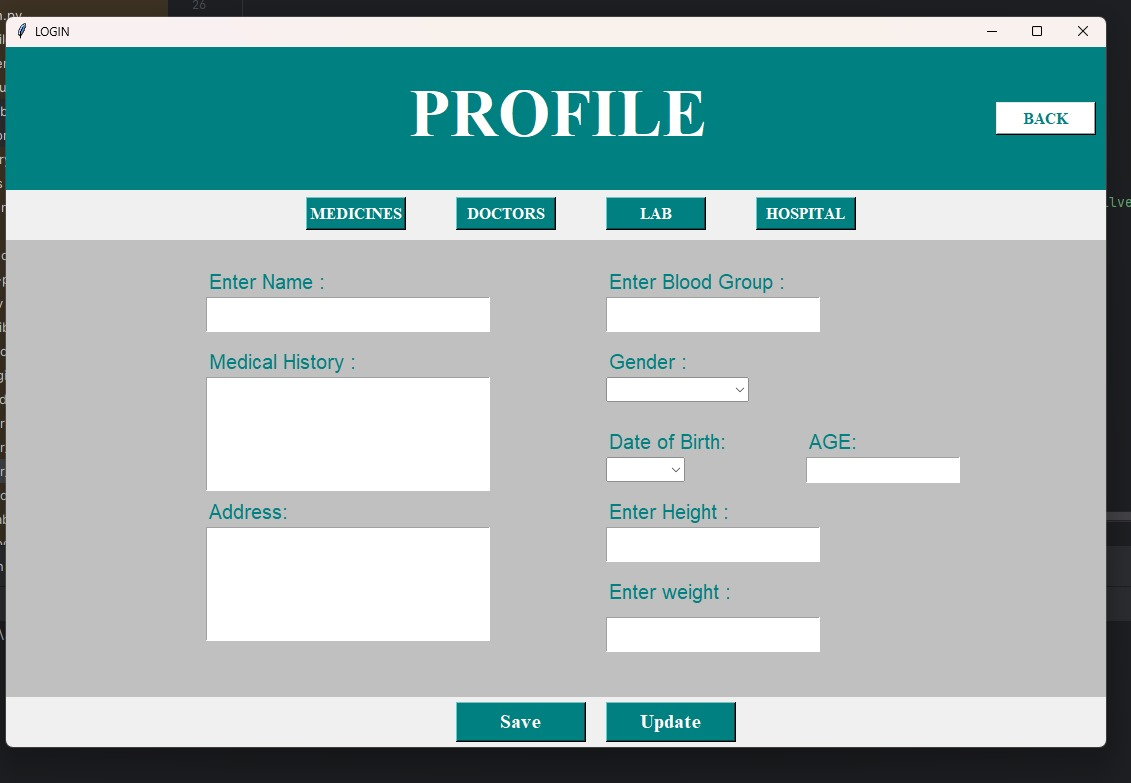 26
LOGIN
PROFILE
BACK
MEDICINES DOCTORS LAB HOSPITAL
Enter Name :
Enter Blood Group :
Medical History :
Gender :
Date of Birth:
AGE:
Address:
Enter Height :
Enter weight :
Save Update